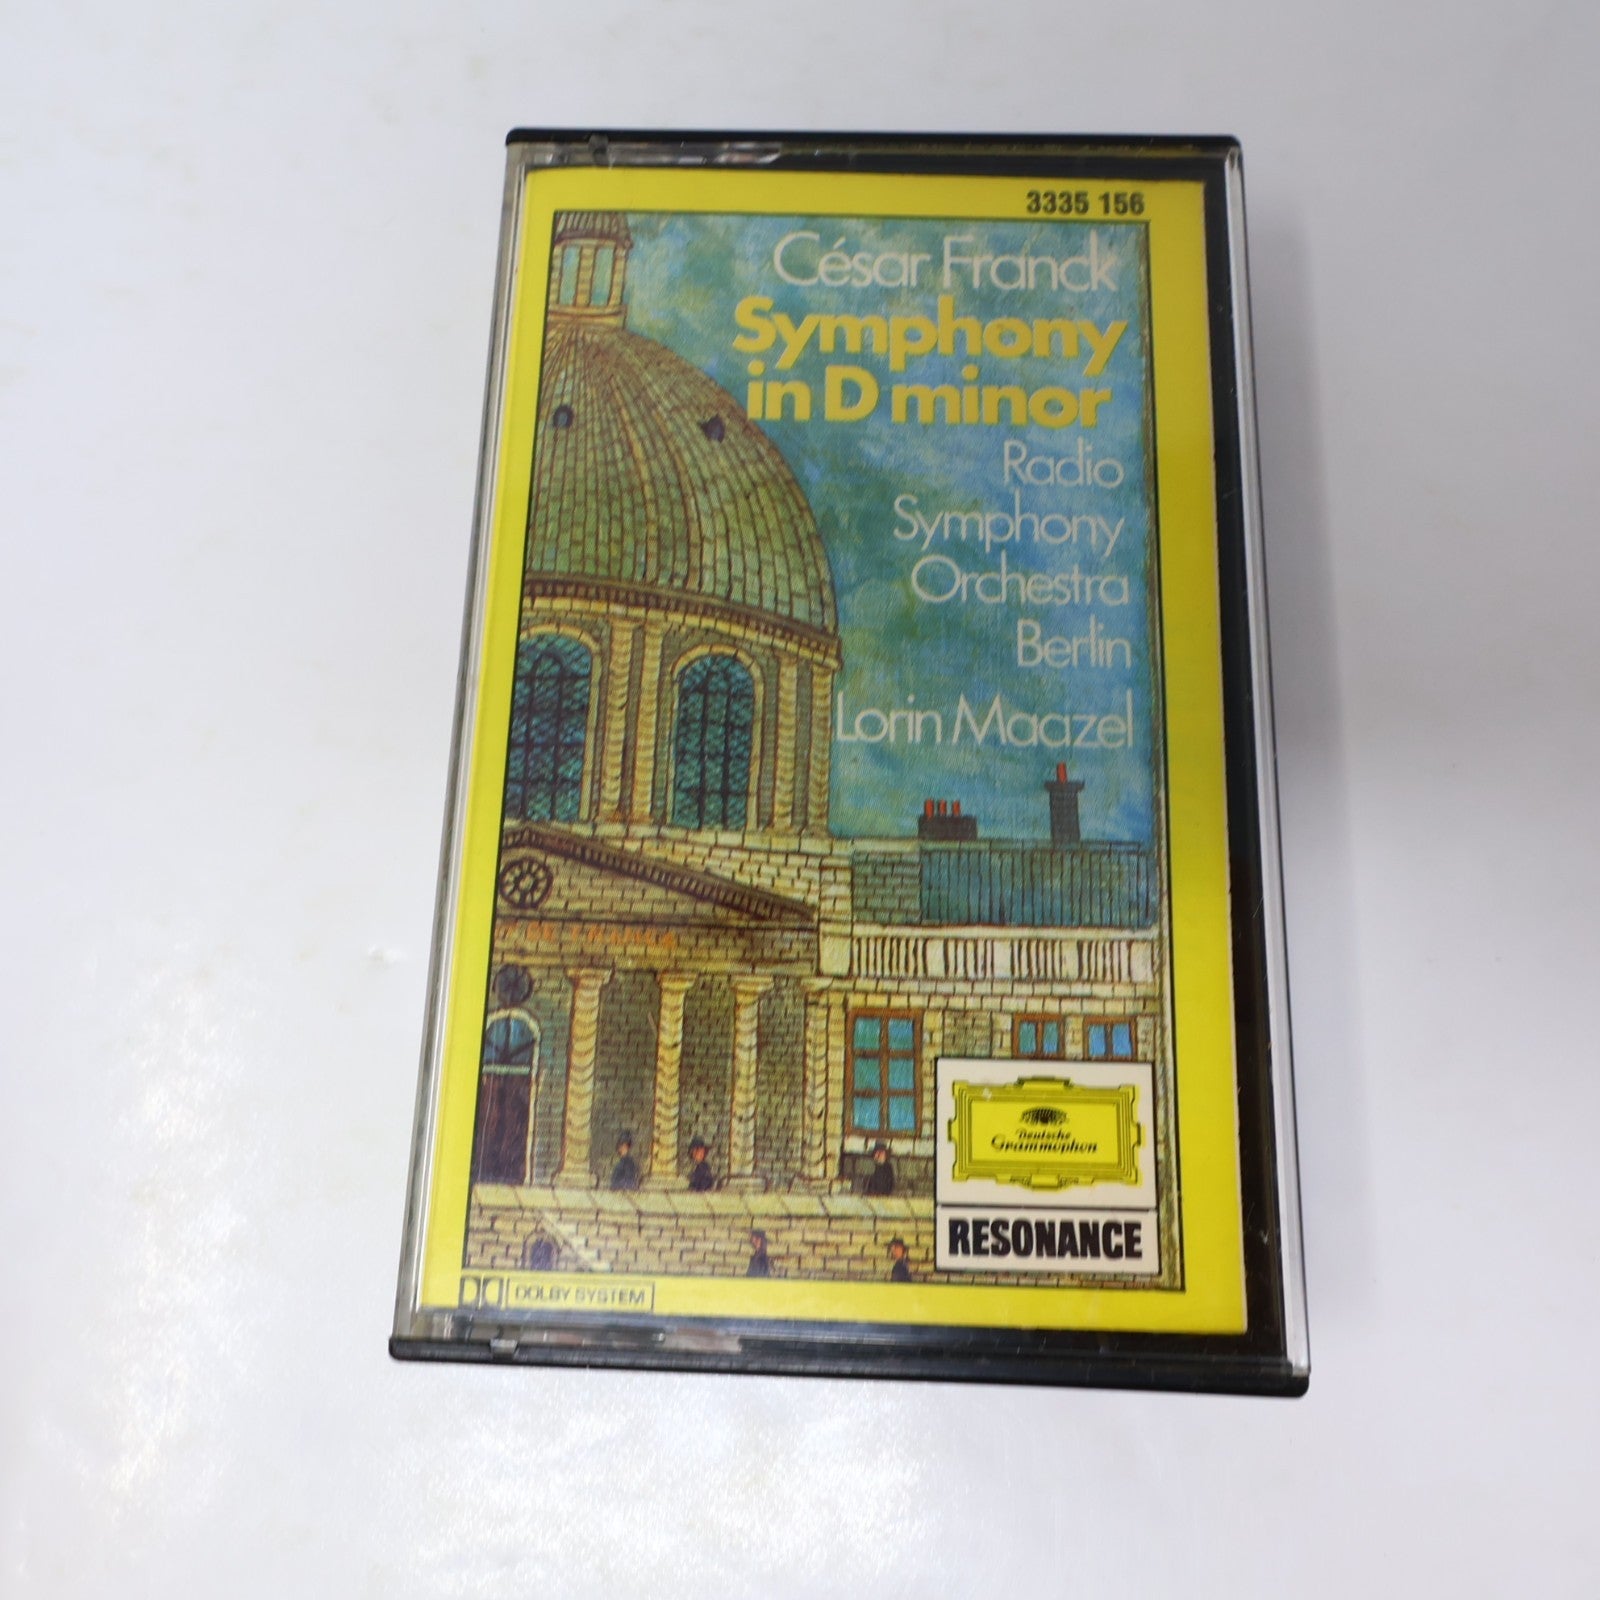 3335 156
César Franck
Symphony
in D minor
Radio
Symphony
Orchestra
Berlin
Lorin Maazel
Deutsche
Grammophon
RESONANCE
DOLBY SYSTEM